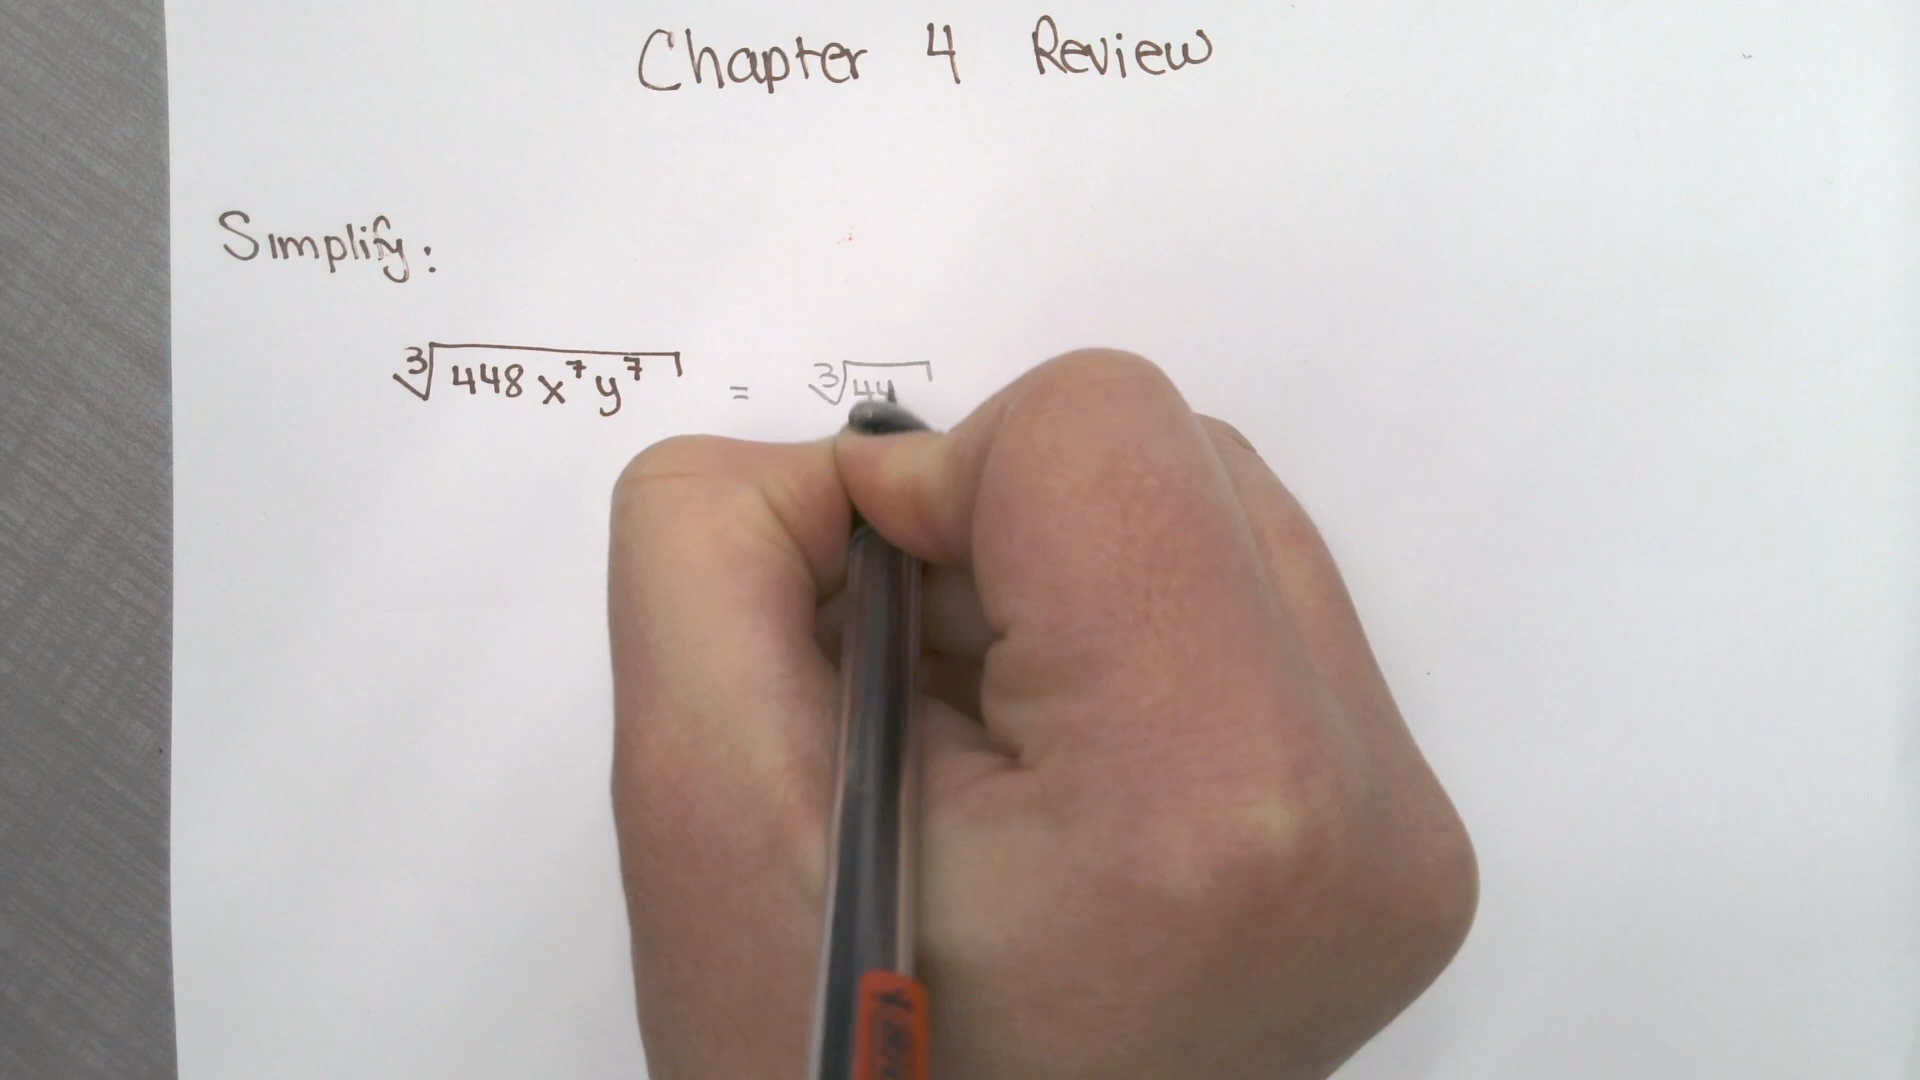 Chapter 4 Review
Simplify:
∛448x⁷y⁷ = ∛44